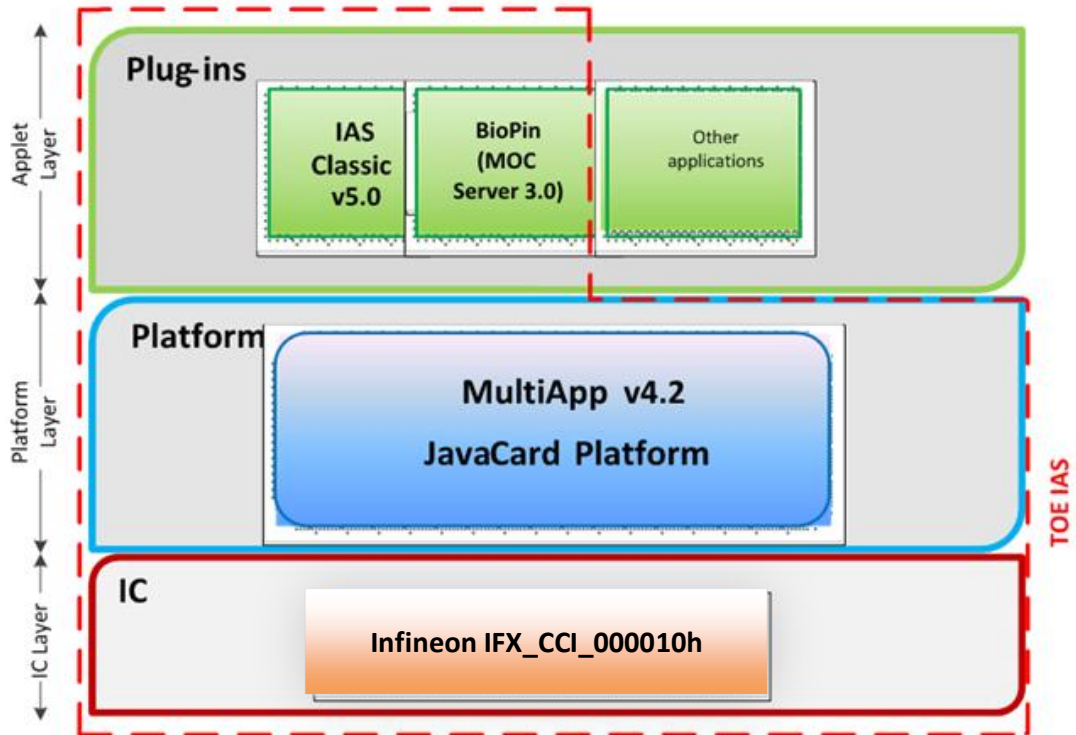 Applet
Layer
Plug-ins
IAS
Classic
v5.0
BioPin
(MOC
Server 3.0)
Other
applications
Platform
Layer
Platform
MultiApp v4.2
JavaCard Platform
TOE IAS
IC Layer
IC
Infineon IFX_CCI_000010h